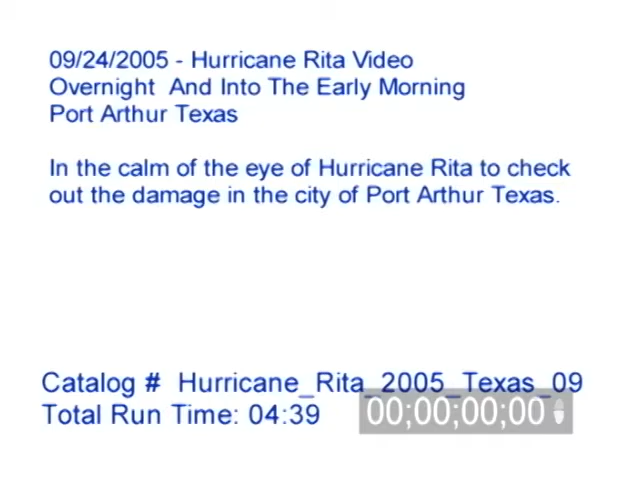 09/24/2005 - Hurricane Rita Video
Overnight And Into The Early Morning
Port Arthur Texas
In the calm of the eye of Hurricane Rita to check
out the damage in the city of Port Arthur Texas.
Catalog # Hurricane_Rita_2005_Texas_09
Total Run Time: 04:39 00;00;00;00